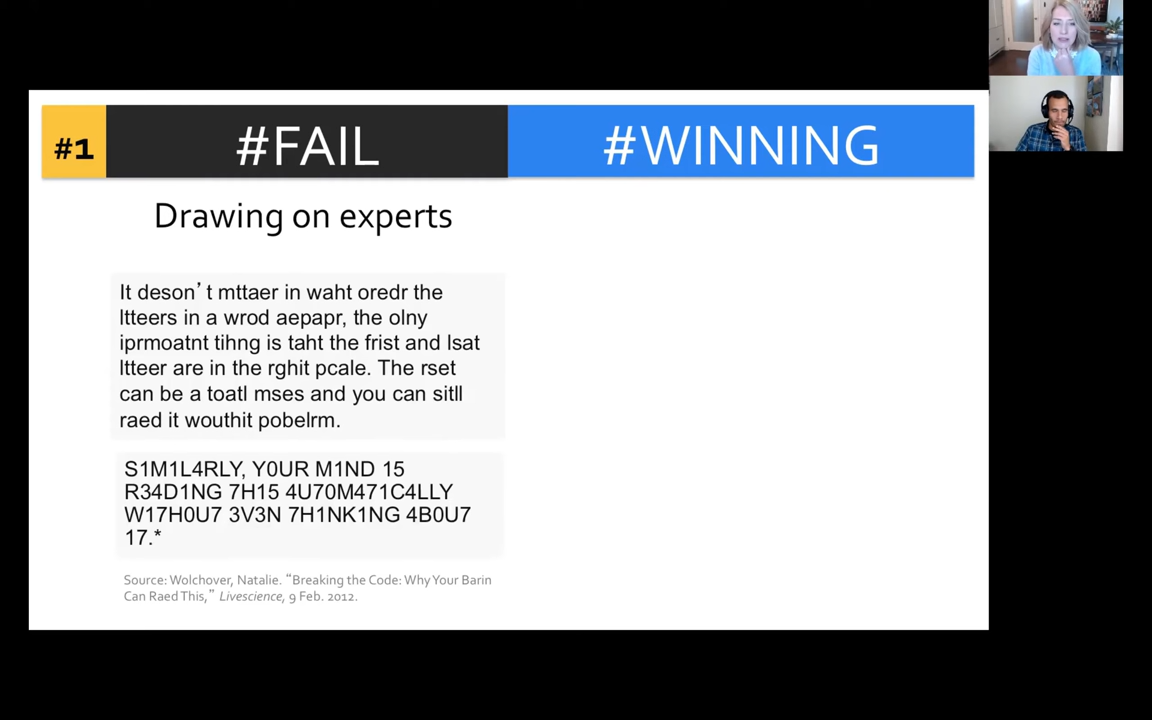 #1
#FAIL
#WINNING
Drawing on experts
It deson’t mttaer in waht oredr the
ltteers in a wrod aepapr, the olny
iprmoatnt tihng is taht the frist and lsat
ltteer are in the rghit pcale. The rset
can be a toatl mses and you can sitll
raed it wouthit pobelrm.
S1M1L4RLY, Y0UR M1ND 15
R34D1NG 7H15 4U70M471C4LLY
W17H0U7 3V3N 7H1NK1NG 4B0U7
17.*
Source: Wolchover, Natalie. “Breaking the Code: Why Your Barin
Can Raed This,” Livescience, 9 Feb. 2012.